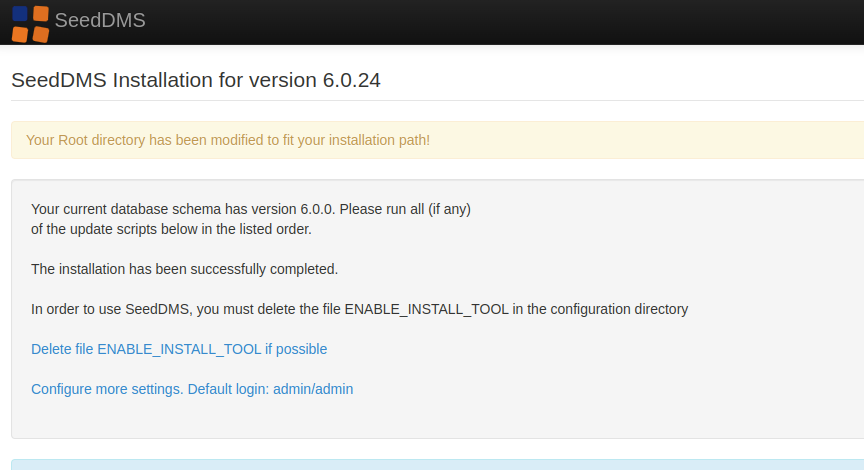 SeedDMS
SeedDMS Installation for version 6.0.24
Your Root directory has been modified to fit your installation path!
Your current database schema has version 6.0.0. Please run all (if any)
of the update scripts below in the listed order.
The installation has been successfully completed.
In order to use SeedDMS, you must delete the file ENABLE_INSTALL_TOOL in the configuration directory
Delete file ENABLE_INSTALL_TOOL if possible
Configure more settings. Default login: admin/admin